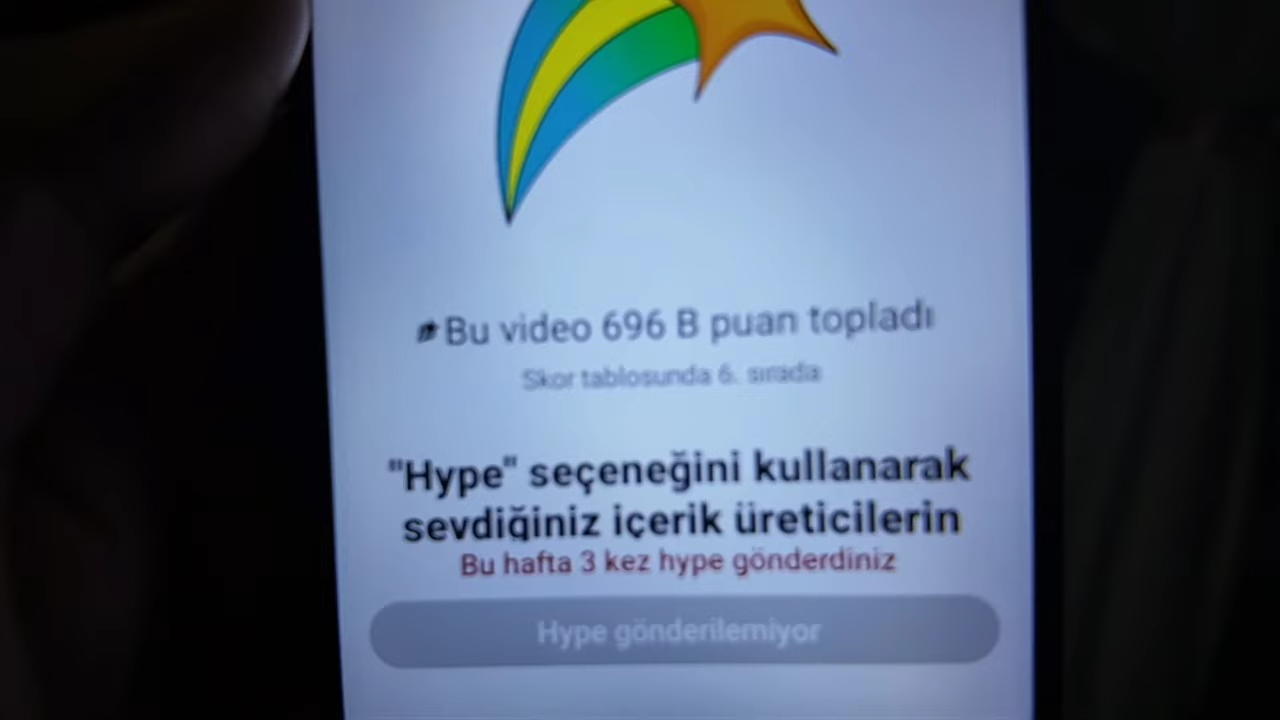 Bu video 696 B puan topladı
Skor tablosunda 6. sırada
"Hype" seçeneğini kullanarak
sevdiğiniz içerik üreticilerin
Bu hafta 3 kez hype gönderdiniz
Hype gönderilemiyor